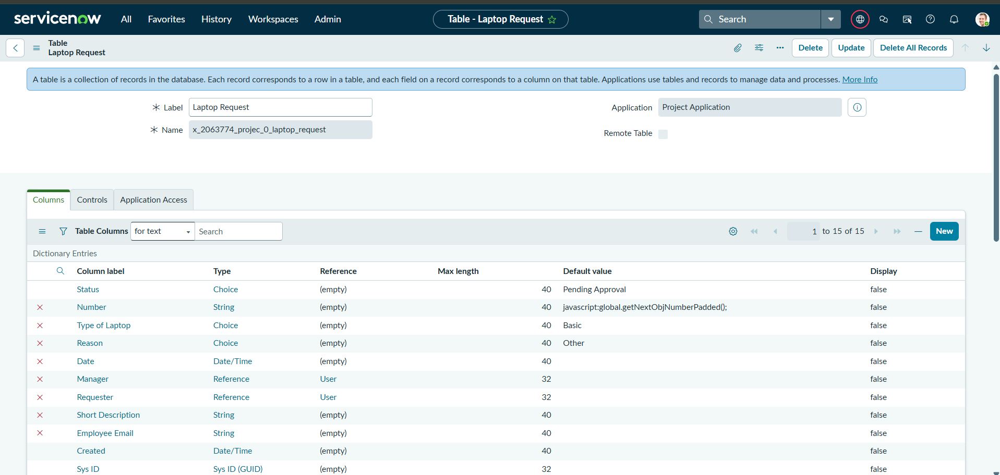 servicenow All Favorites History Workspaces Admin Table - Laptop Request Search
Table
Laptop Request
Delete Update Delete All Records
A table is a collection of records in the database. Each record corresponds to a row in a table, and each field on a record corresponds to a column on that table. Applications use tables and records to manage data and processes. More Info
Label Laptop Request Application Project Application
Name x_2063774_projec_0_laptop_request Remote Table
Columns Controls Application Access
Table Columns for text Search 1 to 15 of 15 New
Dictionary Entries
Column label Type Reference Max length Default value Display
Status Choice (empty) 40 Pending Approval false
Number String (empty) 40 javascript:global.getNextObjNumberPadded(); false
Type of Laptop Choice (empty) 40 Basic false
Reason Choice (empty) 40 Other false
Date Date/Time (empty) 40 false
Manager Reference User 32 false
Requester Reference User 32 false
Short Description String (empty) 40 false
Employee Email String (empty) 40 false
Created Date/Time (empty) 40 false
Sys ID Sys ID (GUID) (empty) 32 false